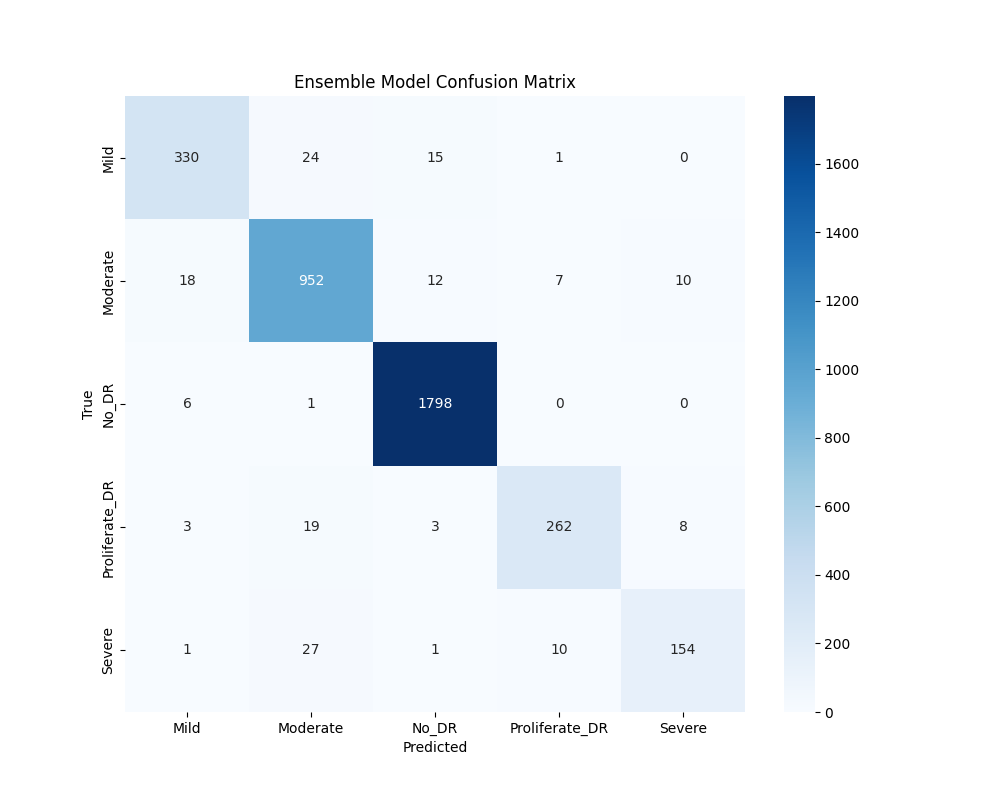 Ensemble Model Confusion Matrix
True
Mild 330 24 15 1 0
Moderate 18 952 12 7 10
No_DR 6 1 1798 0 0
Proliferate_DR 3 19 3 262 8
Severe 1 27 1 10 154
Mild Moderate No_DR Proliferate_DR Severe
Predicted
1600
1400
1200
1000
800
600
400
200
0